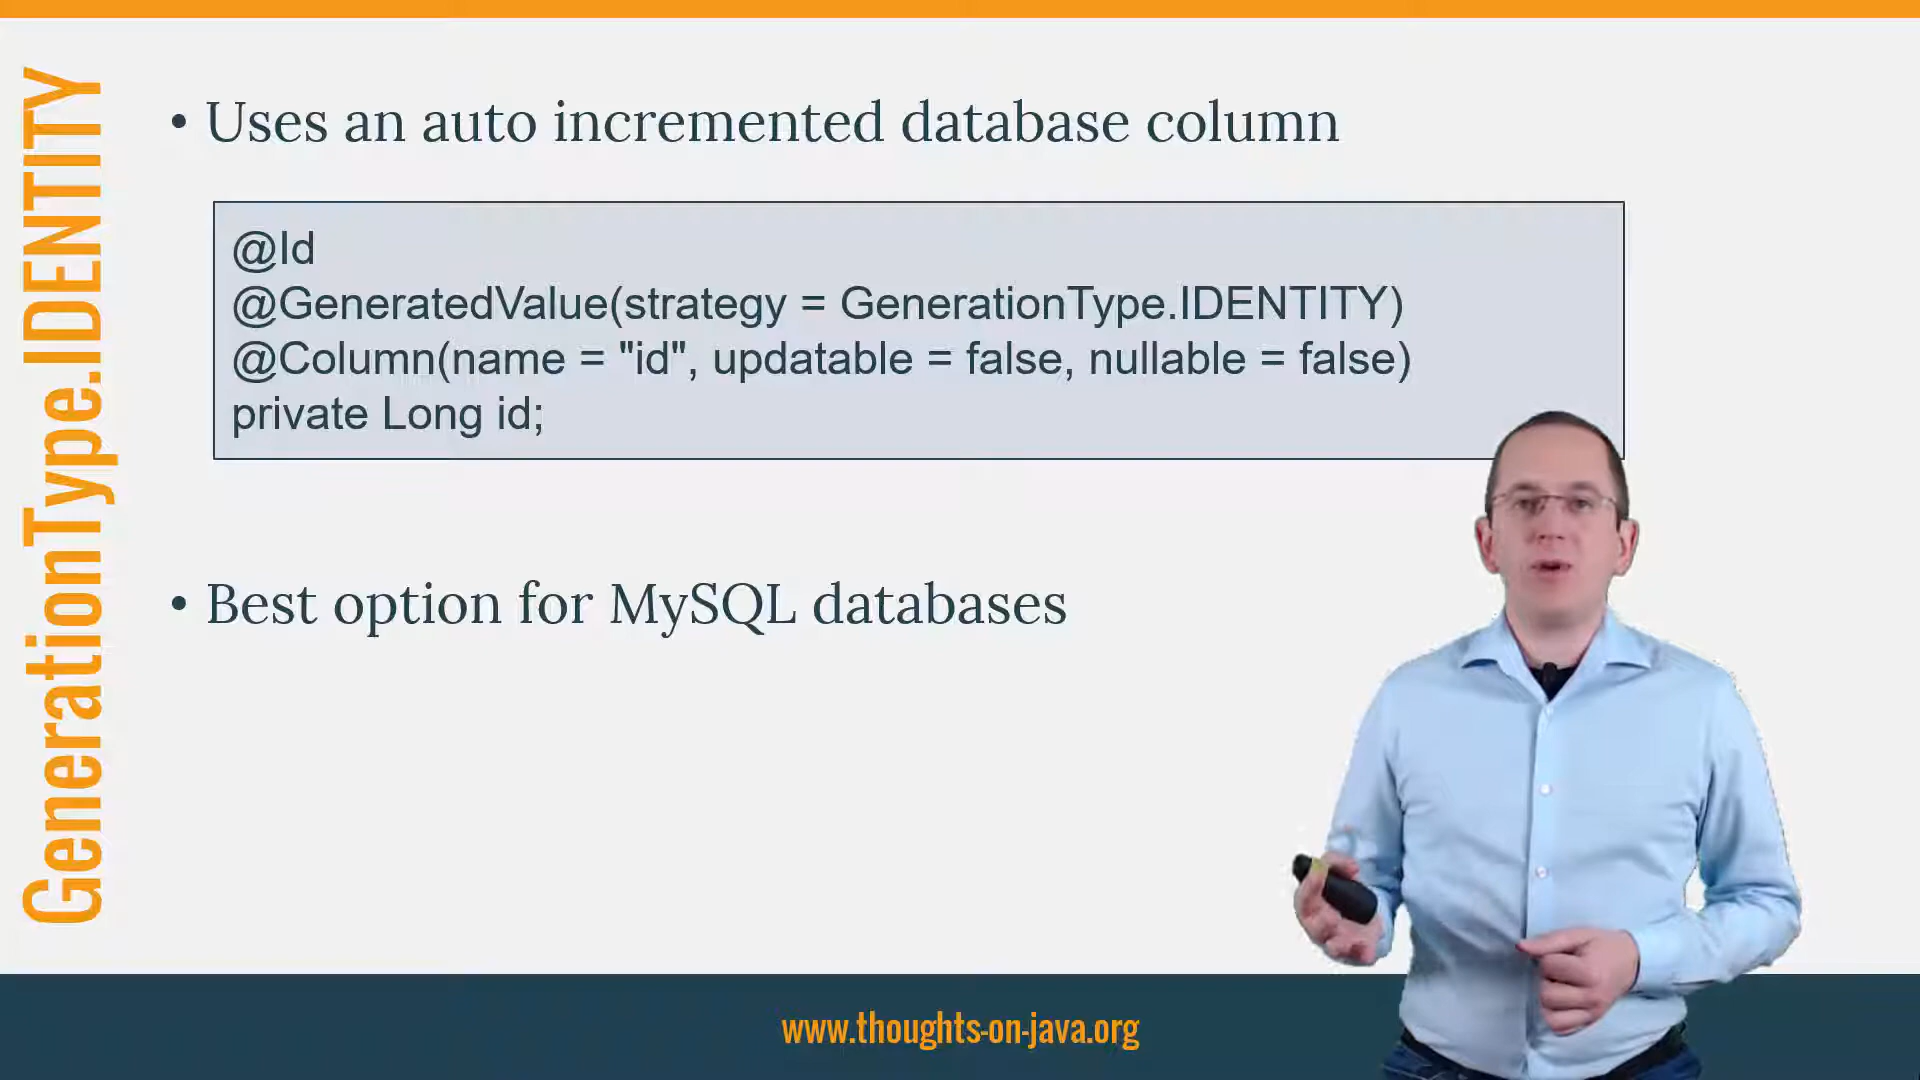 GenerationType.IDENTITY
• Uses an auto incremented database column
@Id
@GeneratedValue(strategy = GenerationType.IDENTITY)
@Column(name = "id", updatable = false, nullable = false)
private Long id;
• Best option for MySQL databases
www.thoughts-on-java.org